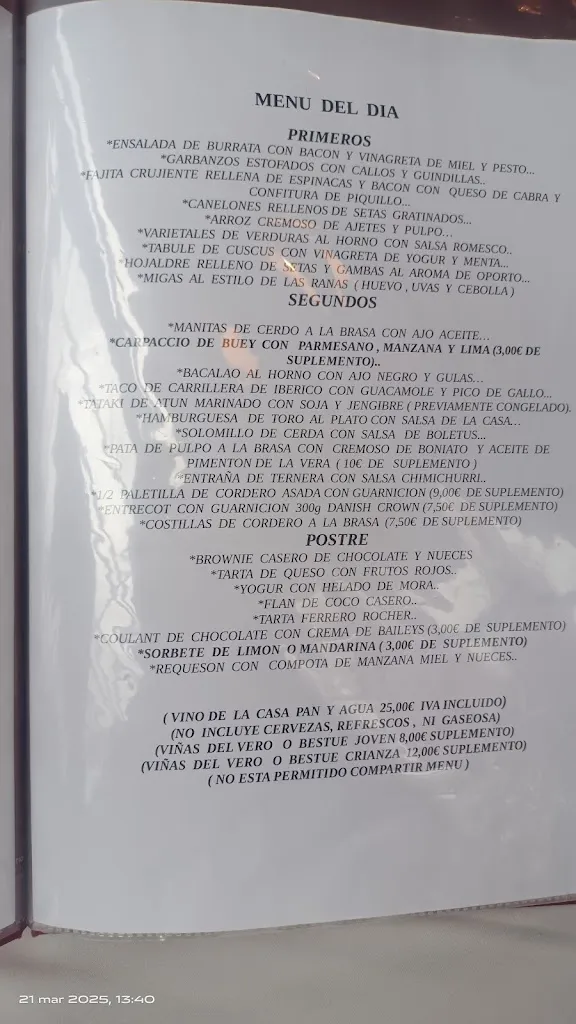 MENU DEL DIA
PRIMEROS
*ENSALADA DE BURRATA CON BACON Y VINAGRETA DE MIEL Y PESTO...
*GARBANZOS ESTOFADOS CON CALLOS Y GUINDILLAS..
*FAJITA CRUJIENTE RELLENA DE ESPINACAS Y BACON CON QUESO DE CABRA Y
CONFITURA DE PIQUILLO...
*CANELONES RELLENOS DE SETAS GRATINADOS...
*ARROZ CREMOSO DE AJETES Y PULPO...
*VARIETALES DE VERDURAS AL HORNO CON SALSA ROMESCO..
*TABULE DE CUSCUS CON VINAGRETA DE YOGUR Y MENTA...
*HOJALDRE RELLENO DE SETAS Y GAMBAS AL AROMA DE OPORTO...
*MIGAS AL ESTILO DE LAS RANAS ( HUEVO , UVAS Y CEBOLLA )
SEGUNDOS
*MANITAS DE CERDO A LA BRASA CON AJO ACEITE...
*CARPACCIO DE BUEY CON PARMESANO , MANZANA Y LIMA (3,00€ DE
SUPLEMENTO)..
*BACALAO AL HORNO CON AJO NEGRO Y GULAS...
*TACO DE CARRILLERA DE IBERICO CON GUACAMOLE Y PICO DE GALLO...
*TATAKI DE ATUN MARINADO CON SOJA Y JENGIBRE ( PREVIAMENTE CONGELADO).
*HAMBURGUESA DE TORO AL PLATO CON SALSA DE LA CASA...
*SOLOMILLO DE CERDA CON SALSA DE BOLETUS...
*PATA DE PULPO A LA BRASA CON CREMOSO DE BONIATO Y ACEITE DE
PIMENTON DE LA VERA ( 10€ DE SUPLEMENTO )
*ENTRAÑA DE TERNERA CON SALSA CHIMICHURRI..
*1/2 PALETILLA DE CORDERO ASADA CON GUARNICION (9,00€ DE SUPLEMENTO)
*ENTRECOT CON GUARNICION 300g DANISH CROWN (7,50€ DE SUPLEMENTO)
*COSTILLAS DE CORDERO A LA BRASA (7,50€ DE SUPLEMENTO)
POSTRE
*BROWNIE CASERO DE CHOCOLATE Y NUECES
*TARTA DE QUESO CON FRUTOS ROJOS..
*YOGUR CON HELADO DE MORA..
*FLAN DE COCO CASERO..
*TARTA FERRERO ROCHER..
*COULANT DE CHOCOLATE CON CREMA DE BAILEYS (3,00€ DE SUPLEMENTO)
*SORBETE DE LIMON O MANDARINA ( 3,00€ DE SUPLEMENTO)
*REQUESON CON COMPOTA DE MANZANA MIEL Y NUECES..
( VINO DE LA CASA PAN Y AGUA 25,00€ IVA INCLUIDO)
(NO INCLUYE CERVEZAS, REFRESCOS , NI GASEOSA)
(VIÑAS DEL VERO O BESTUE JOVEN 8,00€ SUPLEMENTO)
(VIÑAS DEL VERO O BESTUE CRIANZA 12,00€ SUPLEMENTO)
( NO ESTA PERMITIDO COMPARTIR MENU )
21 mar 2025, 13:40